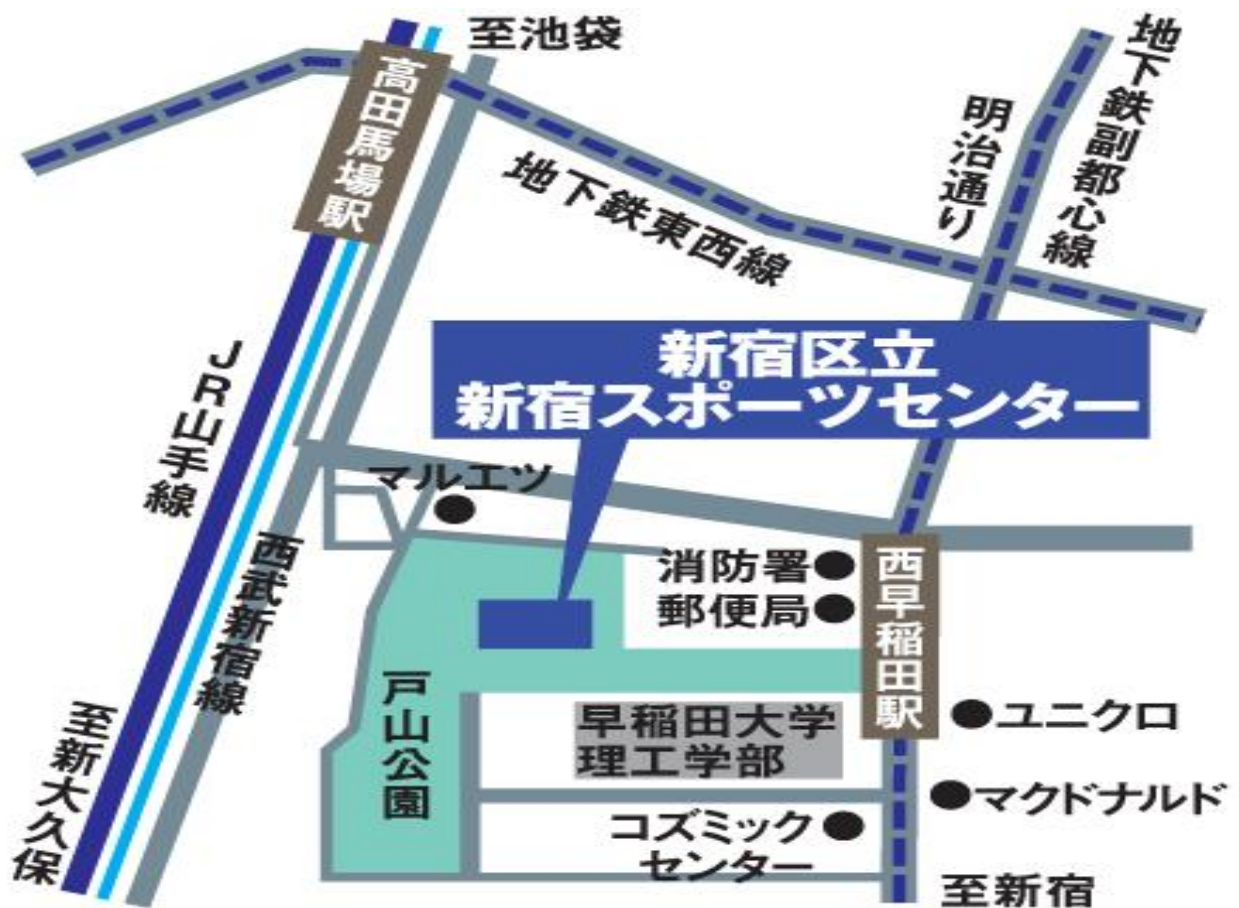 至池袋
高田馬場駅
地下鉄東西線
明治通り
地下鉄副都心線
新宿区立
新宿スポーツセンター
JR山手線
西武新宿線
マルエツ
消防署
郵便局
西早稲田駅
戸山公園
早稲田大学
理工学部
ユニクロ
マクドナルド
コズミック
センター
至新大久保
至新宿